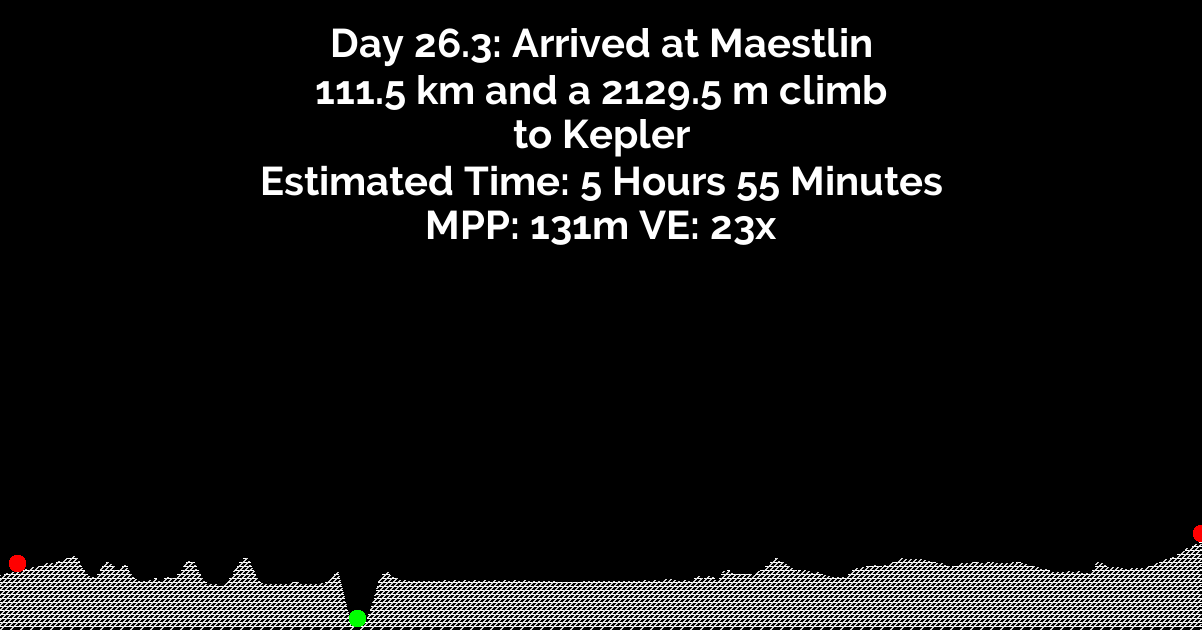 Day 26.3: Arrived at Maestlin
111.5 km and a 2129.5 m climb
to Kepler
Estimated Time: 5 Hours 55 Minutes
MPP: 131m VE: 23x